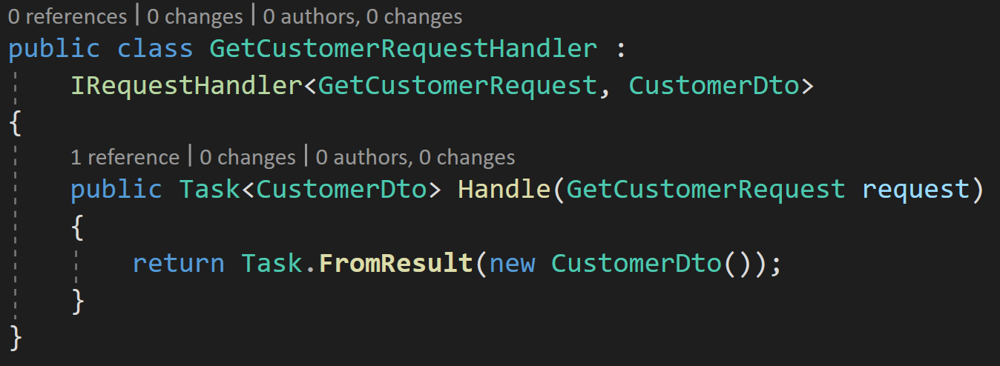 0 references | 0 changes | 0 authors, 0 changes
public class GetCustomerRequestHandler :
    IRequestHandler<GetCustomerRequest, CustomerDto>
{
    1 reference | 0 changes | 0 authors, 0 changes
    public Task<CustomerDto> Handle(GetCustomerRequest request)
    {
        return Task.FromResult(new CustomerDto());
    }
}